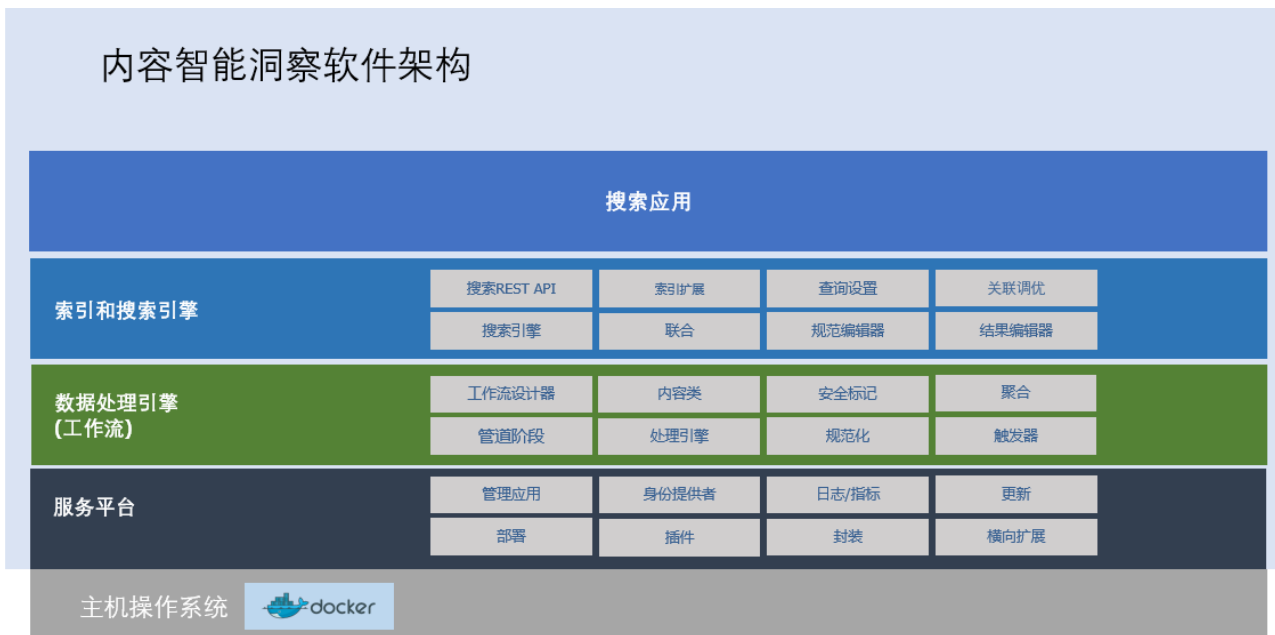 内容智能洞察软件架构
搜索应用
索引和搜索引擎
搜索REST API
索引扩展
查询设置
关联调优
搜索引擎
联合
规范编辑器
结果编辑器
数据处理引擎
(工作流)
工作流设计器
内容类
安全标记
聚合
管道阶段
处理引擎
规范化
触发器
服务平台
管理应用
身份提供者
日志/指标
更新
部署
插件
封装
横向扩展
主机操作系统
docker